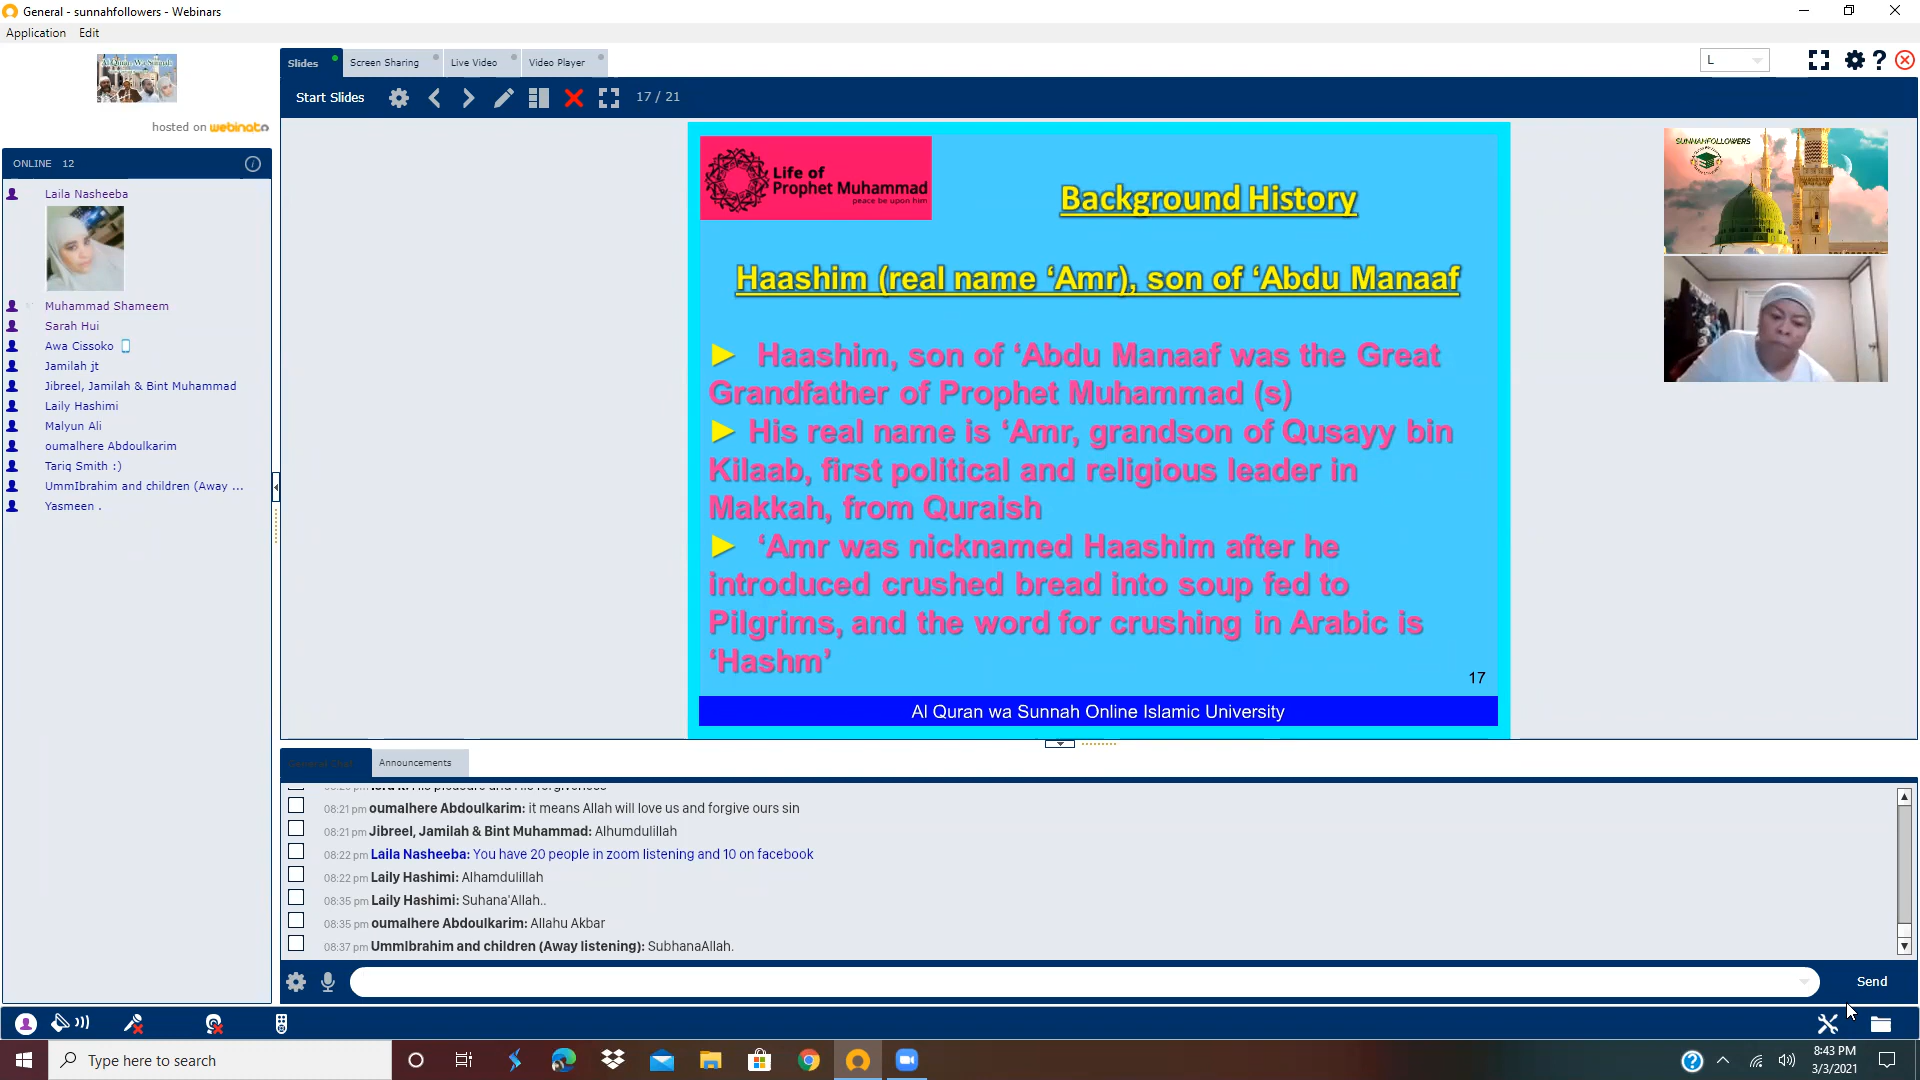 General - sunnahfollowers - Webinars
Application Edit
hosted on webinato
ONLINE 12
Laila Nasheeba
Muhammad Shameem
Sarah Hui
Awa Cissoko
Jamilah jt
Jibreel, Jamilah & Bint Muhammad
Laily Hashimi
Malyun Ali
oumalhere Abdoulkarim
Tariq Smith :)
UmmIbrahim and children (Away ...
Yasmeen .
Slides Screen Sharing Live Video Video Player
L
Start Slides 17 / 21
Life of
Prophet Muhammad
peace be upon him
Background History
Haashim (real name ‘Amr), son of ‘Abdu Manaaf
► Haashim, son of ‘Abdu Manaaf was the Great
Grandfather of Prophet Muhammad (s)
► His real name is ‘Amr, grandson of Qusayy bin
Kilaab, first political and religious leader in
Makkah, from Quraish
► ‘Amr was nicknamed Haashim after he
introduced crushed bread into soup fed to
Pilgrims, and the word for crushing in Arabic is
‘Hashm’
17
Al Quran wa Sunnah Online Islamic University
SUNNAHFOLLOWERS
General Chat Announcements
08:21 pm oumalhere Abdoulkarim: it means Allah will love us and forgive ours sin
08:21 pm Jibreel, Jamilah & Bint Muhammad: Alhumdulillah
08:22 pm Laila Nasheeba: You have 20 people in zoom listening and 10 on facebook
08:22 pm Laily Hashimi: Alhamdulillah
08:35 pm Laily Hashimi: Suhana'Allah..
08:35 pm oumalhere Abdoulkarim: Allahu Akbar
08:37 pm UmmIbrahim and children (Away listening): SubhanaAllah.
Send
Type here to search
8:43 PM
3/3/2021